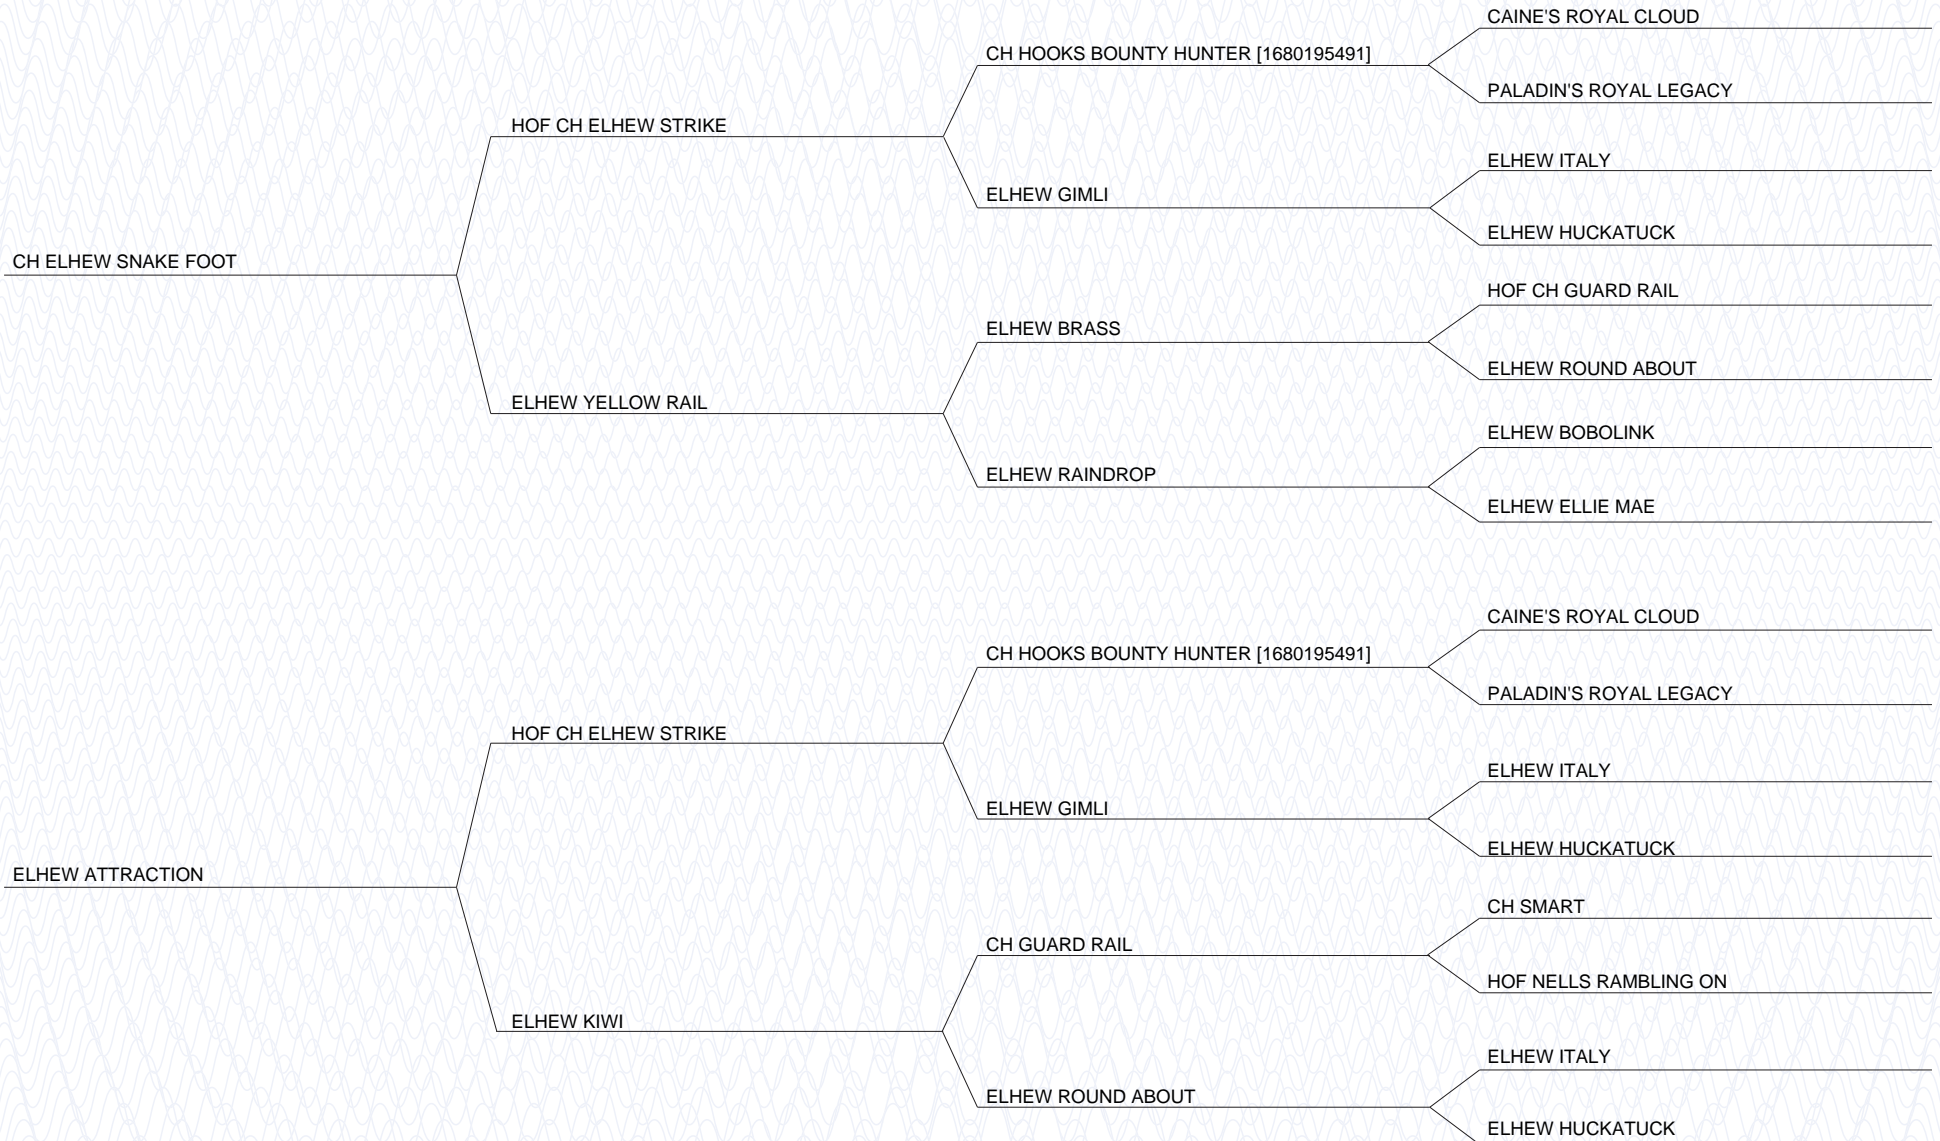 CAINE'S ROYAL CLOUD
CH HOOKS BOUNTY HUNTER [1680195491]
PALADIN'S ROYAL LEGACY
HOF CH ELHEW STRIKE
ELHEW ITALY
ELHEW GIMLI
ELHEW HUCKATUCK
CH ELHEW SNAKE FOOT
HOF CH GUARD RAIL
ELHEW BRASS
ELHEW ROUND ABOUT
ELHEW YELLOW RAIL
ELHEW BOBOLINK
ELHEW RAINDROP
ELHEW ELLIE MAE
CAINE'S ROYAL CLOUD
CH HOOKS BOUNTY HUNTER [1680195491]
PALADIN'S ROYAL LEGACY
HOF CH ELHEW STRIKE
ELHEW ITALY
ELHEW GIMLI
ELHEW HUCKATUCK
ELHEW ATTRACTION
CH SMART
CH GUARD RAIL
HOF NELLS RAMBLING ON
ELHEW KIWI
ELHEW ITALY
ELHEW ROUND ABOUT
ELHEW HUCKATUCK